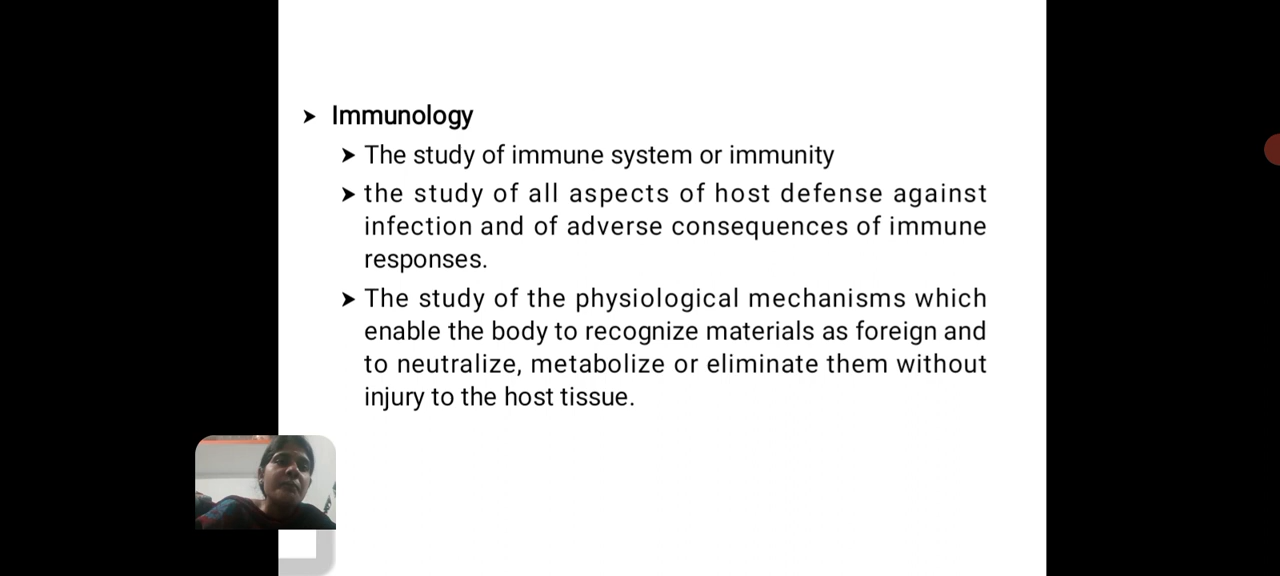 Immunology
The study of immune system or immunity
the study of all aspects of host defense against
infection and of adverse consequences of immune
responses.
The study of the physiological mechanisms which
enable the body to recognize materials as foreign and
to neutralize, metabolize or eliminate them without
injury to the host tissue.